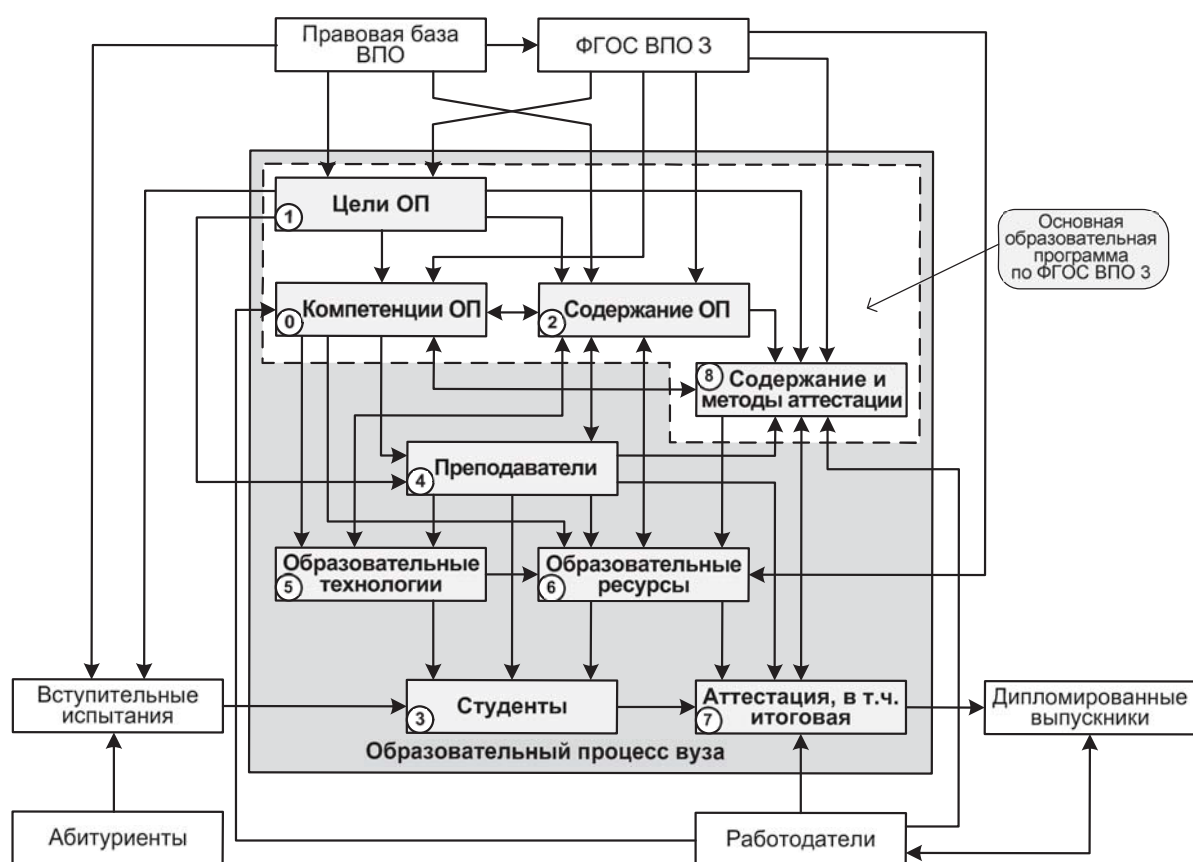 Правовая база
ВПО
ФГОС ВПО 3
Цели ОП
1
Основная
образовательная
программа
по ФГОС ВПО 3
Компетенции ОП
0
Содержание ОП
2
8
Содержание и
методы аттестации
Преподаватели
4
Образовательные
технологии
5
Образовательные
ресурсы
6
Вступительные
испытания
Студенты
3
Аттестация, в т.ч.
итоговая
7
Дипломированные
выпускники
Образовательный процесс вуза
Абитуриенты
Работодатели